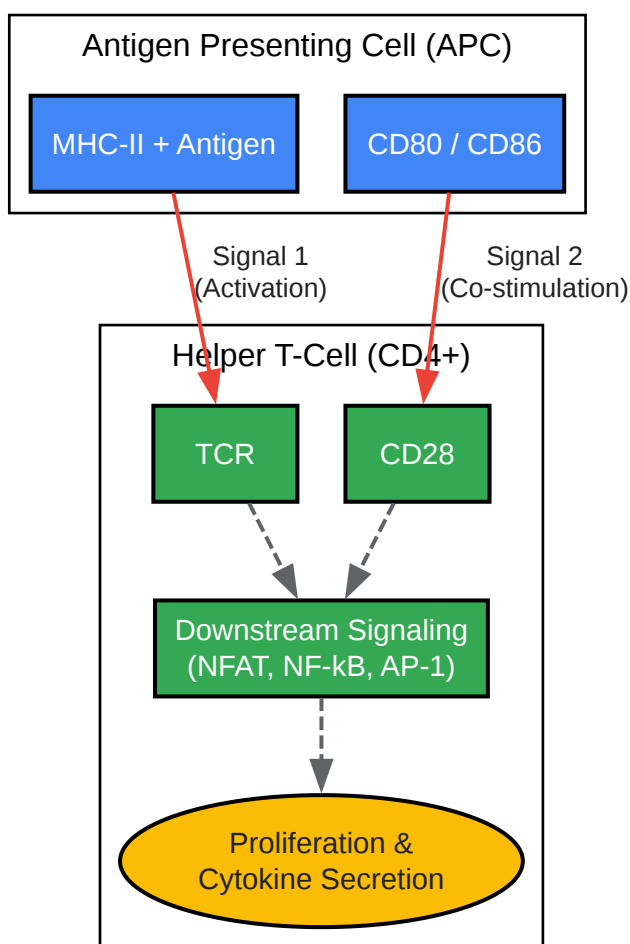 Antigen Presenting Cell (APC)
MHC-II + Antigen
CD80 / CD86
Signal 1
(Activation)
Signal 2
(Co-stimulation)
Helper T-Cell (CD4+)
TCR
CD28
Downstream Signaling
(NFAT, NF-kB, AP-1)
Proliferation &
Cytokine Secretion